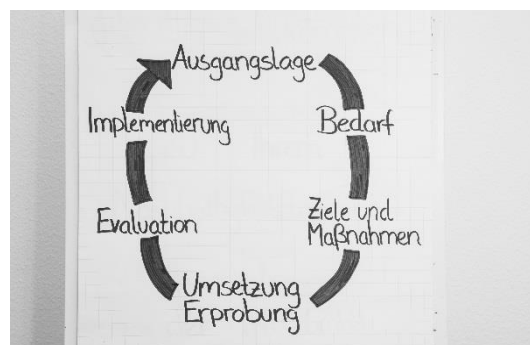 Ausgangslage
Bedarf
Ziele und
Maßnahmen
Umsetzung
Erprobung
Evaluation
Implementierung